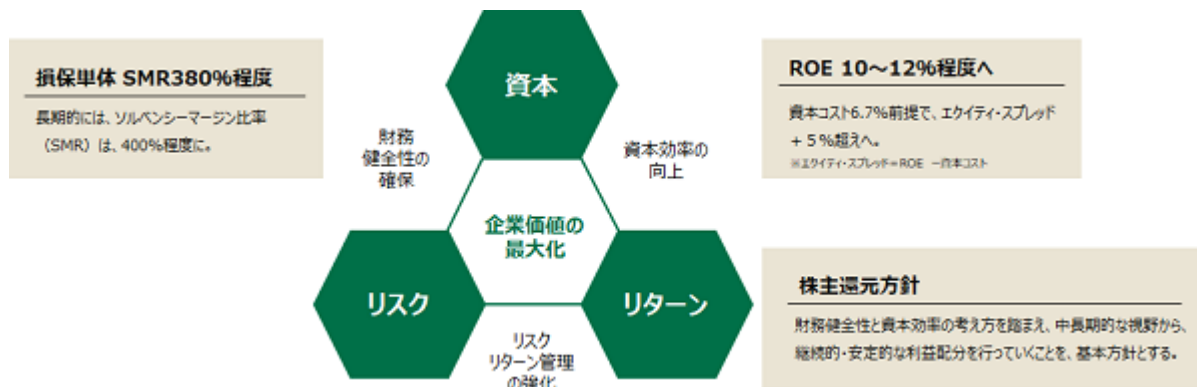 損保単体 SMR380%程度
長期的には、ソルベンシーマージン比率
（SMR）は、400%程度に。
資本
財務
健全性の
確保
資本効率の
向上
ROE 10～12%程度へ
資本コスト6.7%前提で、エクイティ・スプレッド
+５%超えへ。
※エクイティ・スプレッド=ROE －資本コスト
企業価値の
最大化
リスク
リターン
リスク
リターン管理
の強化
株主還元方針
財務健全性と資本効率の考え方を踏まえ、中長期的な視野から、
継続的・安定的な利益配分を行っていくことを、基本方針とする。